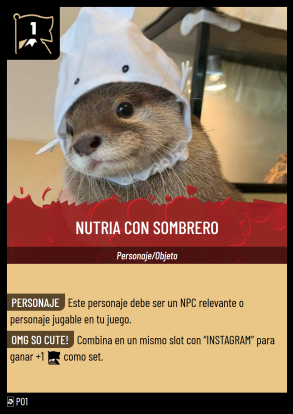 1
NUTRIA CON SOMBRERO
Personaje/Objeto
PERSONAJE Este personaje debe ser un NPC relevante o
personaje jugable en tu juego.
OMG SO CUTE! Combina en un mismo slot con "INSTAGRAM" para
ganar +1 como set.
P01